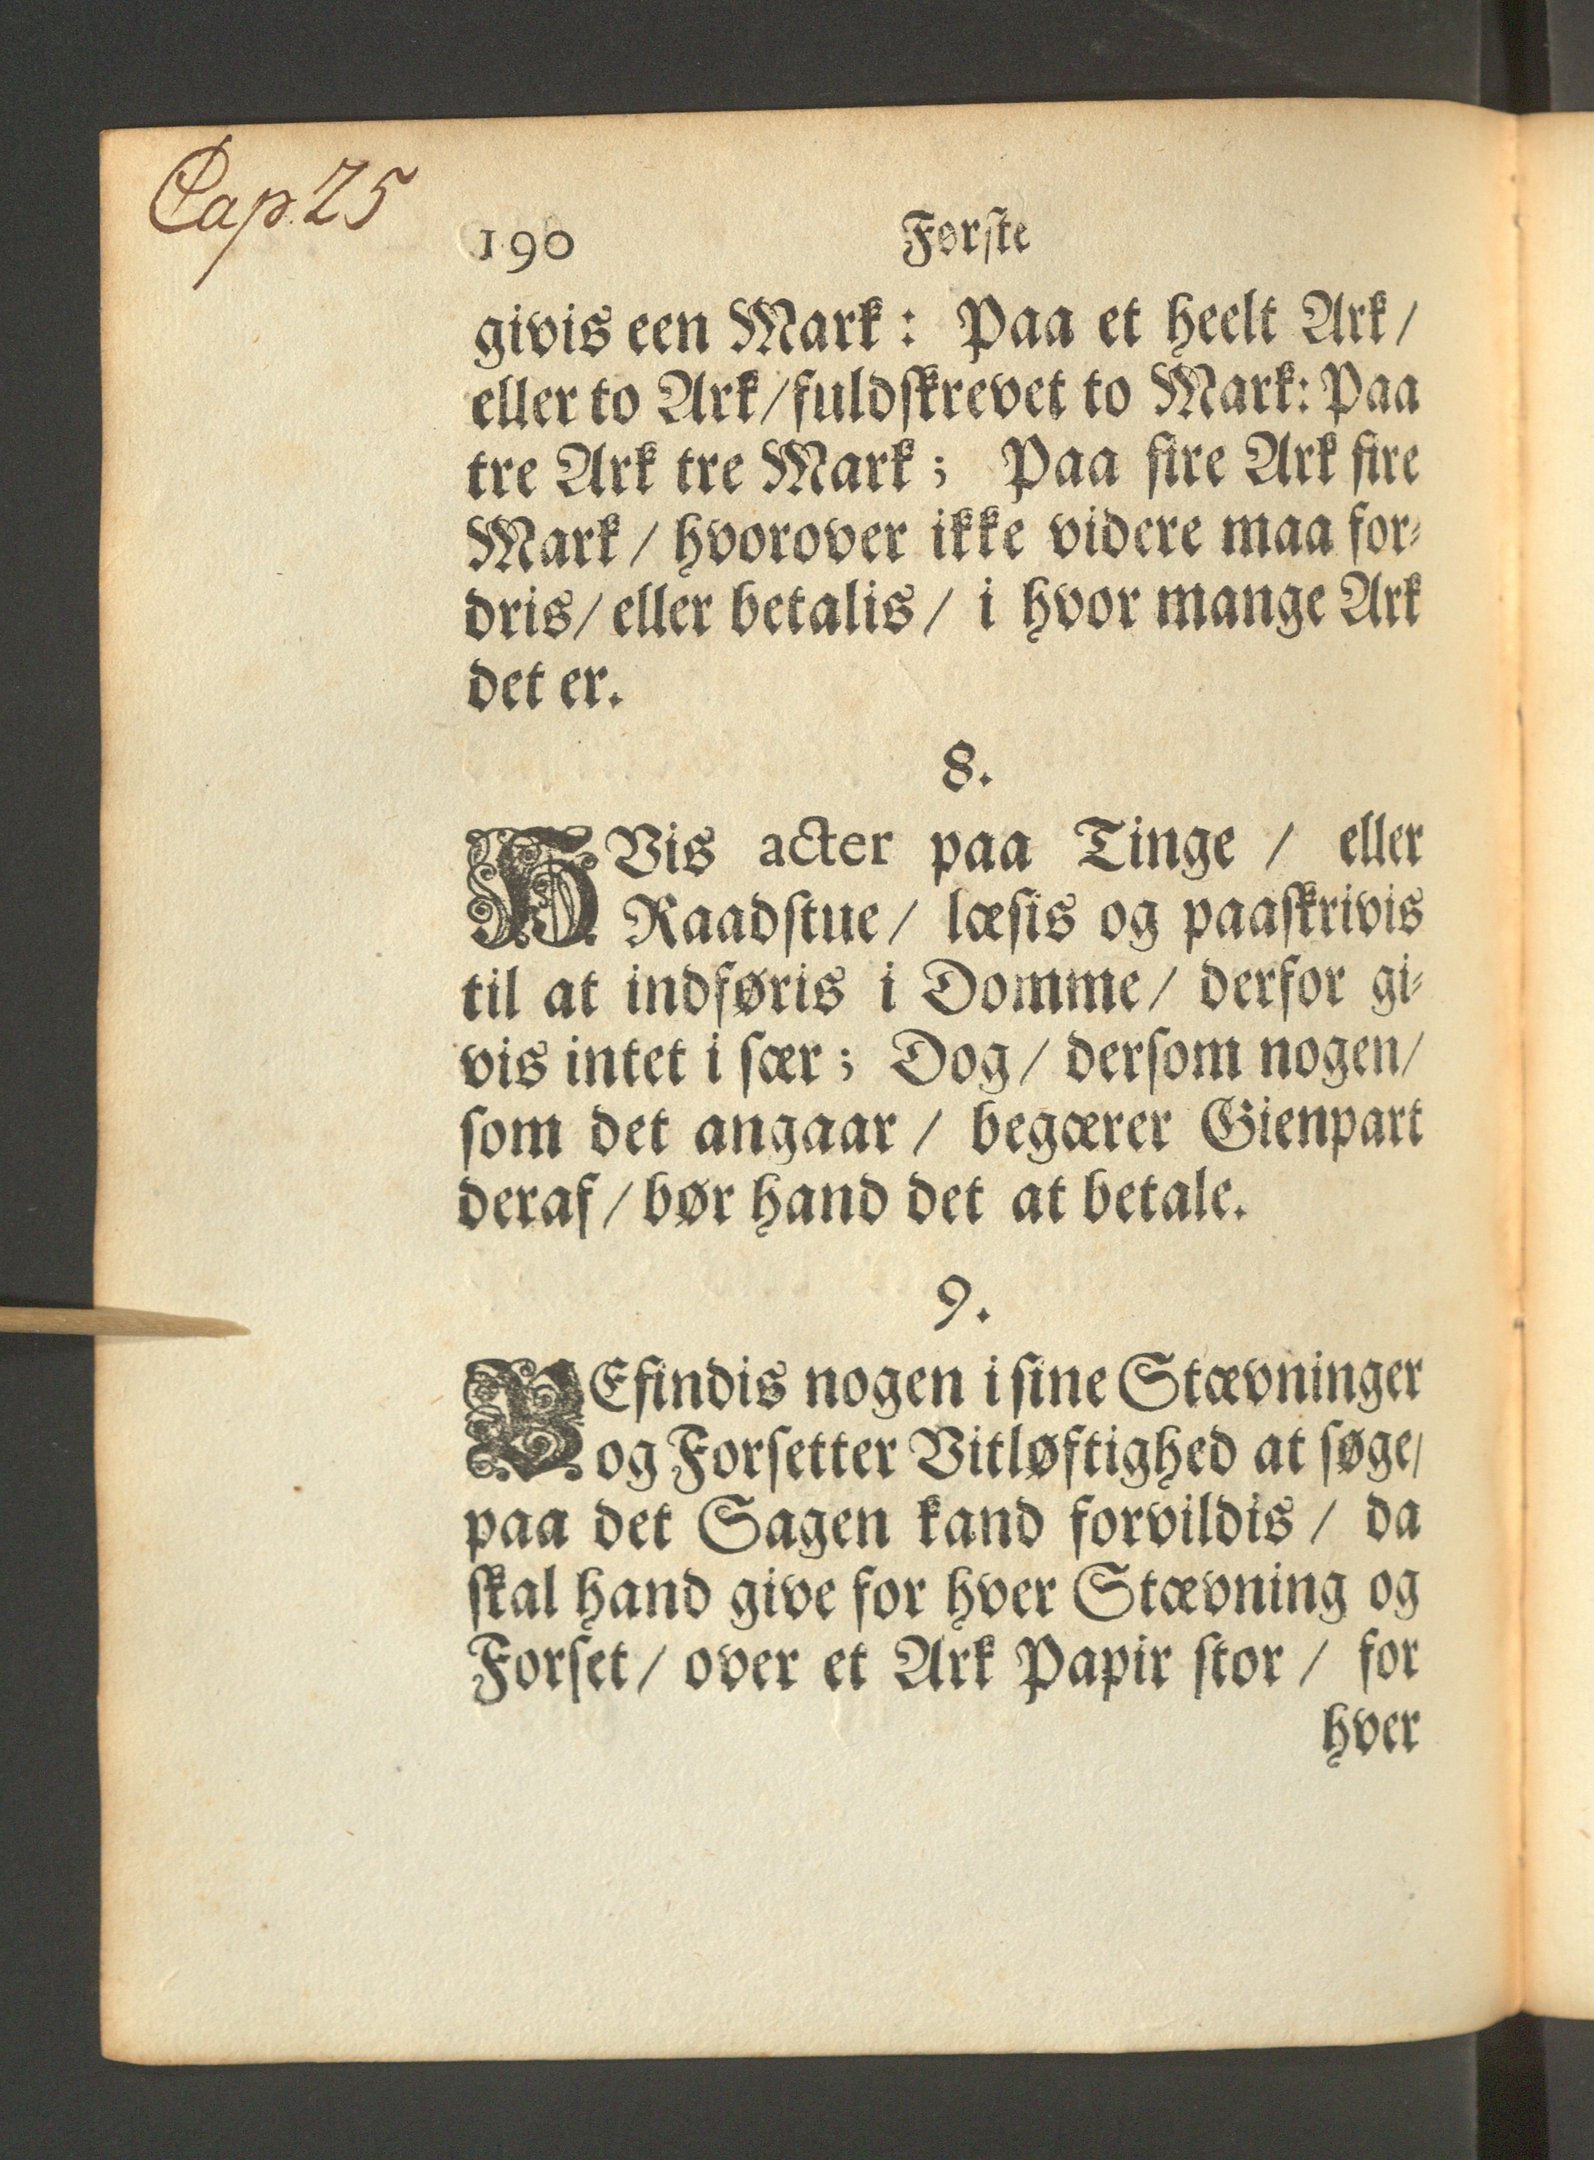 Cap. 25
190 Første
givis een Mark: Paa et heelt Ark/
eller to Ark/fuldskrevet to Mark: Paa
tre Ark tre Mark; Paa fire Ark fire
Mark/ hvorover ikke videre maa for-
dris/ eller betalis/ i hvor mange Ark
det er.
8.
HVis acter paa Tinge/ eller
Raadstue/ læsis og paaskrivis
til at indføris i Domme/ derfor gi-
vis intet i sær; Dog/ dersom nogen/
som det angaar/ begærer Gienpart
deraf/ bør hand det at betale.
9.
BEfindis nogen i sine Stævninger
og Forsetter Vitløftighed at søge/
paa det Sagen kand forvildis/ da
skal hand give for hver Stævning og
Forset/ over et Ark Papir stor/ for
hver